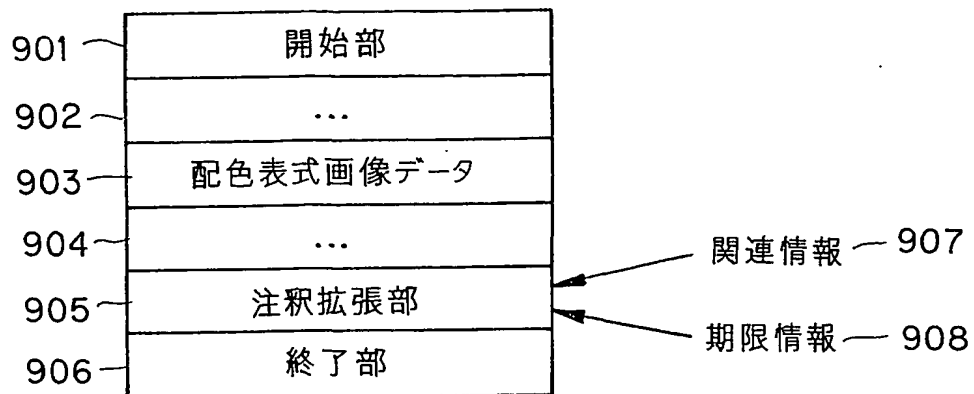 901 開始部
902 ...
903 配色表式画像データ
904 ...
関連情報 907
905 注釈拡張部
期限情報 908
906 終了部